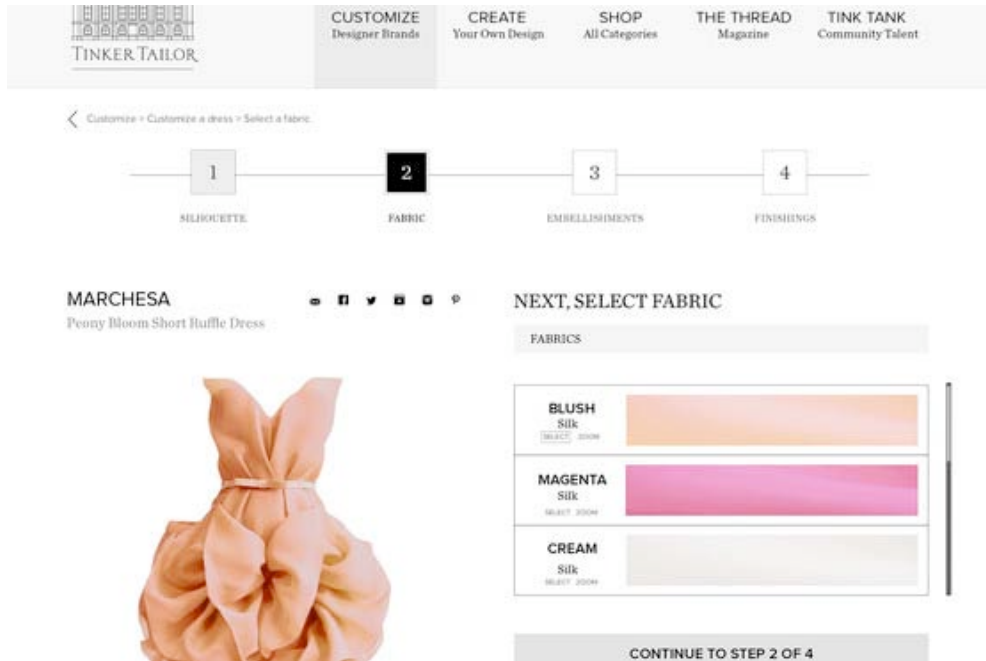 TINKER TAILOR
CUSTOMIZE
Designer Brands
CREATE
Your Own Design
SHOP
All Categories
THE THREAD
Magazine
TINK TANK
Community Talent
Customize > Customize a dress > Select a fabric
1
2
3
4
SILHOUETTE
FABRIC
EMBELLISHMENTS
FINISHINGS
MARCHESA
Peony Bloom Short Ruffle Dress
NEXT, SELECT FABRIC
FABRICS
BLUSH
Silk
SELECT ZOOM
MAGENTA
Silk
SELECT ZOOM
CREAM
Silk
SELECT ZOOM
CONTINUE TO STEP 2 OF 4